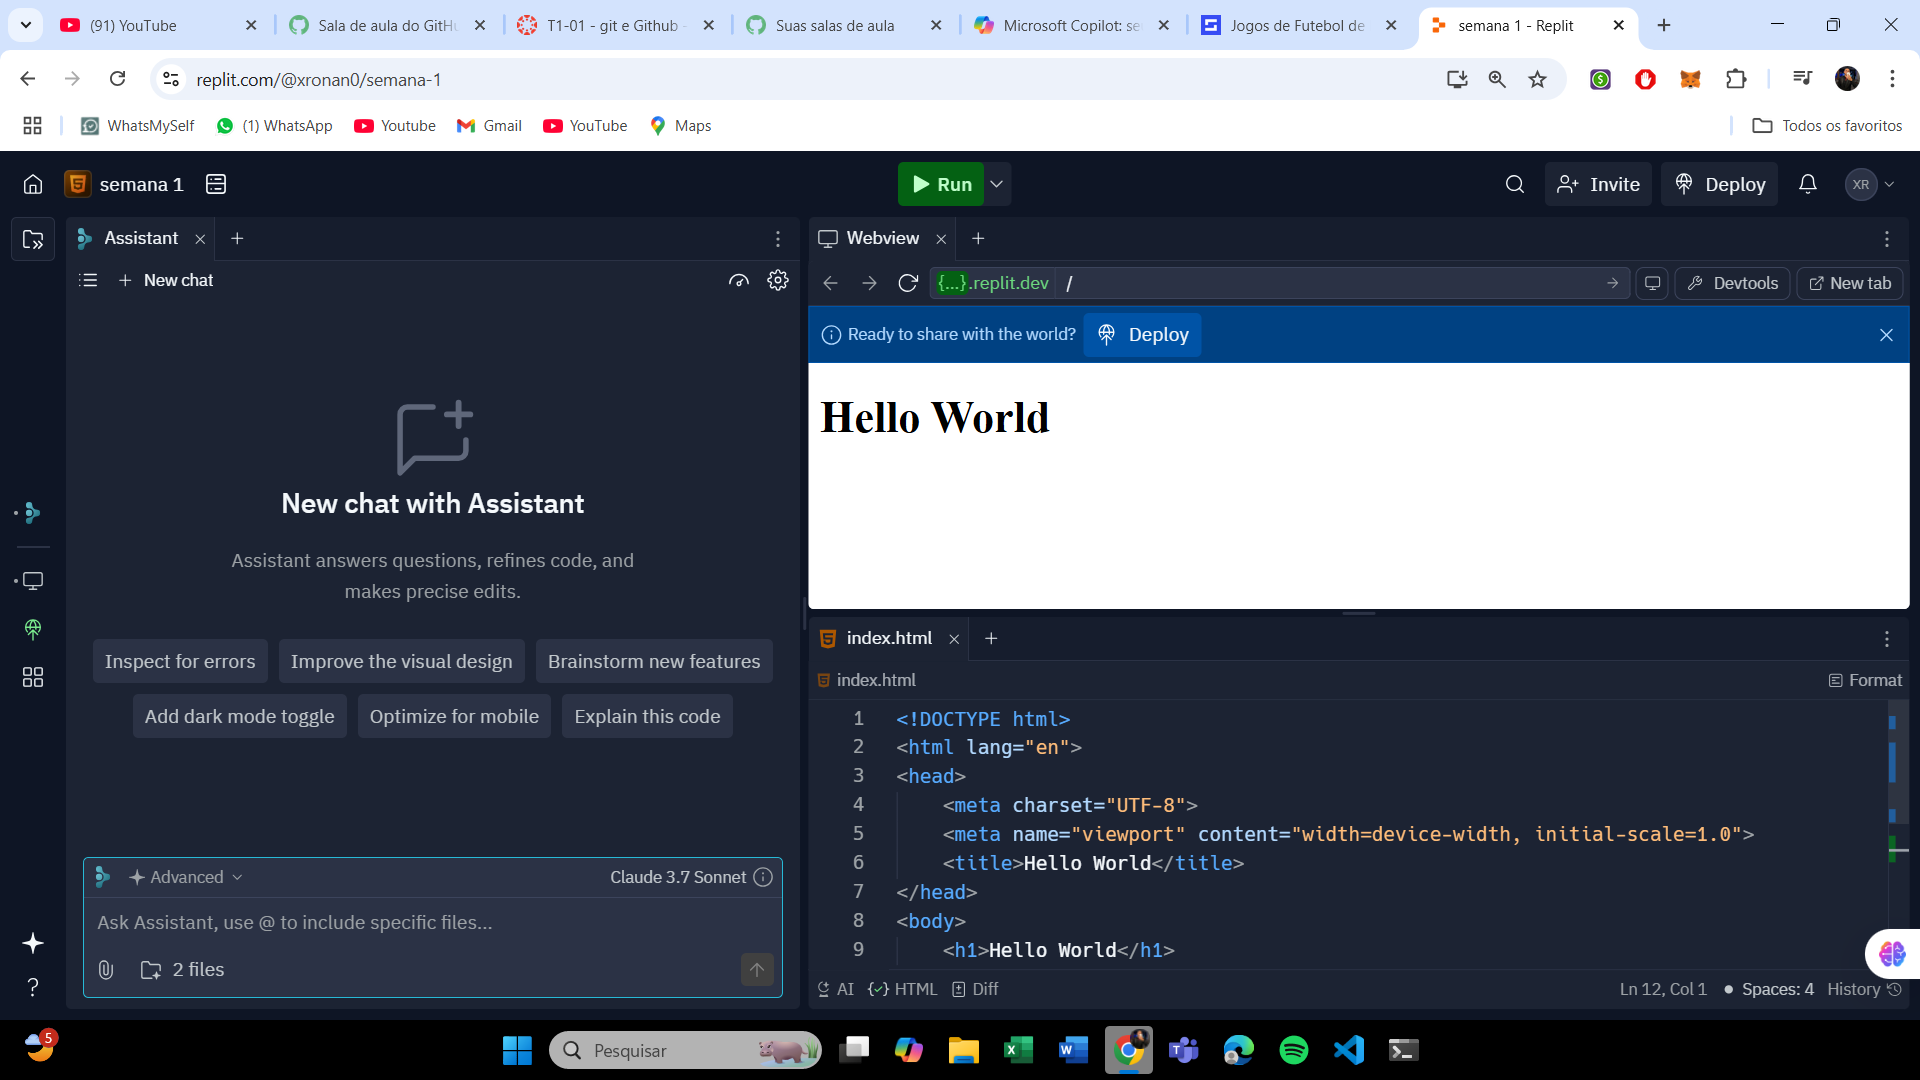 (91) YouTube
Sala de aula do GitHu
T1-01 - git e Github -
Suas salas de aula
Microsoft Copilot: se
Jogos de Futebol de
semana 1 - Replit
replit.com/@xronan0/semana-1
WhatsMySelf
(1) WhatsApp
Youtube
Gmail
YouTube
Maps
Todos os favoritos
semana 1
Run
Invite
Deploy
XR
Assistant
New chat
New chat with Assistant
Assistant answers questions, refines code, and
makes precise edits.
Inspect for errors
Improve the visual design
Brainstorm new features
Add dark mode toggle
Optimize for mobile
Explain this code
Advanced
Claude 3.7 Sonnet
Ask Assistant, use @ to include specific files...
2 files
Webview
{...}.replit.dev
/
Devtools
New tab
Ready to share with the world?
Deploy
Hello World
index.html
index.html
Format
1 <!DOCTYPE html>
2 <html lang="en">
3 <head>
4 <meta charset="UTF-8">
5 <meta name="viewport" content="width=device-width, initial-scale=1.0">
6 <title>Hello World</title>
7 </head>
8 <body>
9 <h1>Hello World</h1>
AI
HTML
Diff
Ln 12, Col 1
Spaces: 4
History
5
Pesquisar